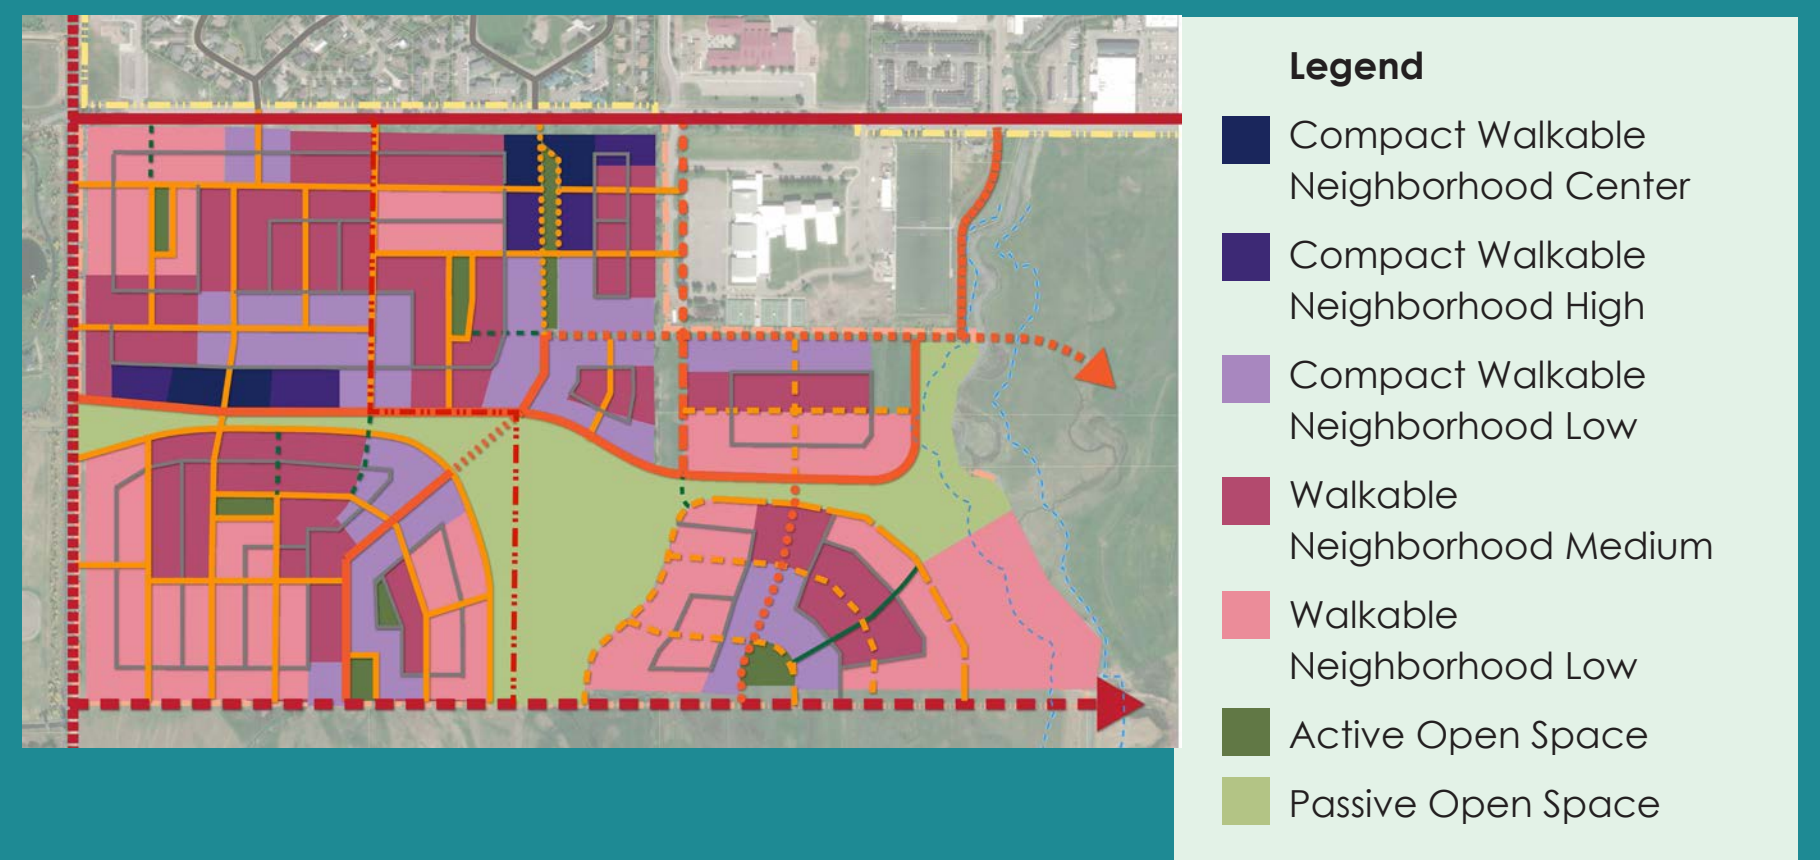 Legend
Compact Walkable
Neighborhood Center
Compact Walkable
Neighborhood High
Compact Walkable
Neighborhood Low
Walkable
Neighborhood Medium
Walkable
Neighborhood Low
Active Open Space
Passive Open Space